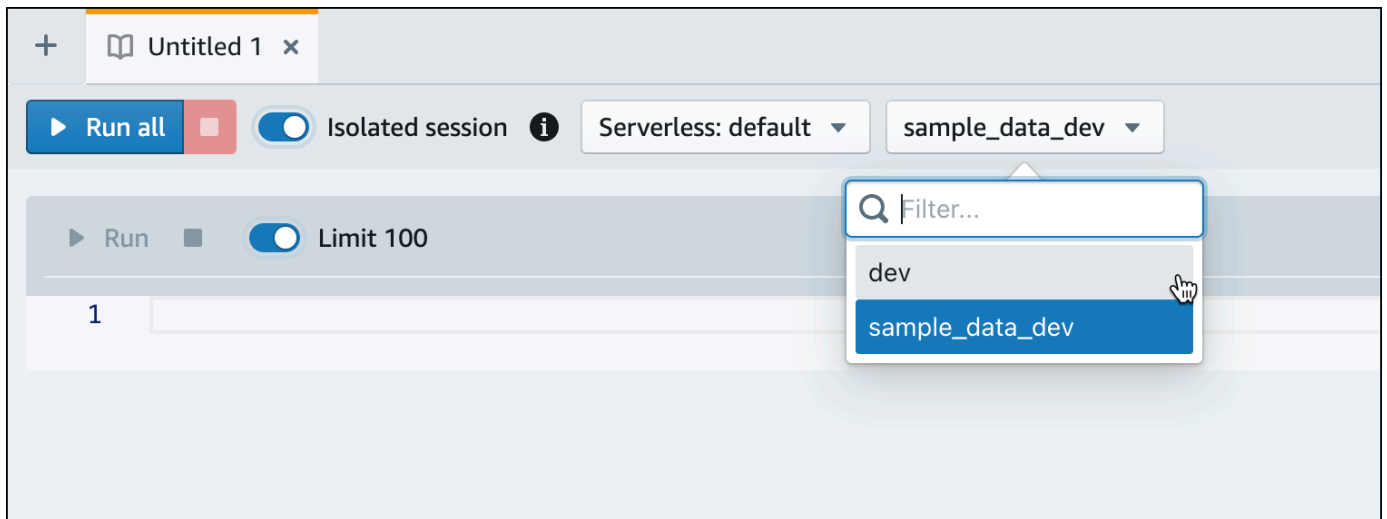 Untitled 1
Run all Isolated session i Serverless: default sample_data_dev
Filter...
Run Limit 100
dev
1
sample_data_dev